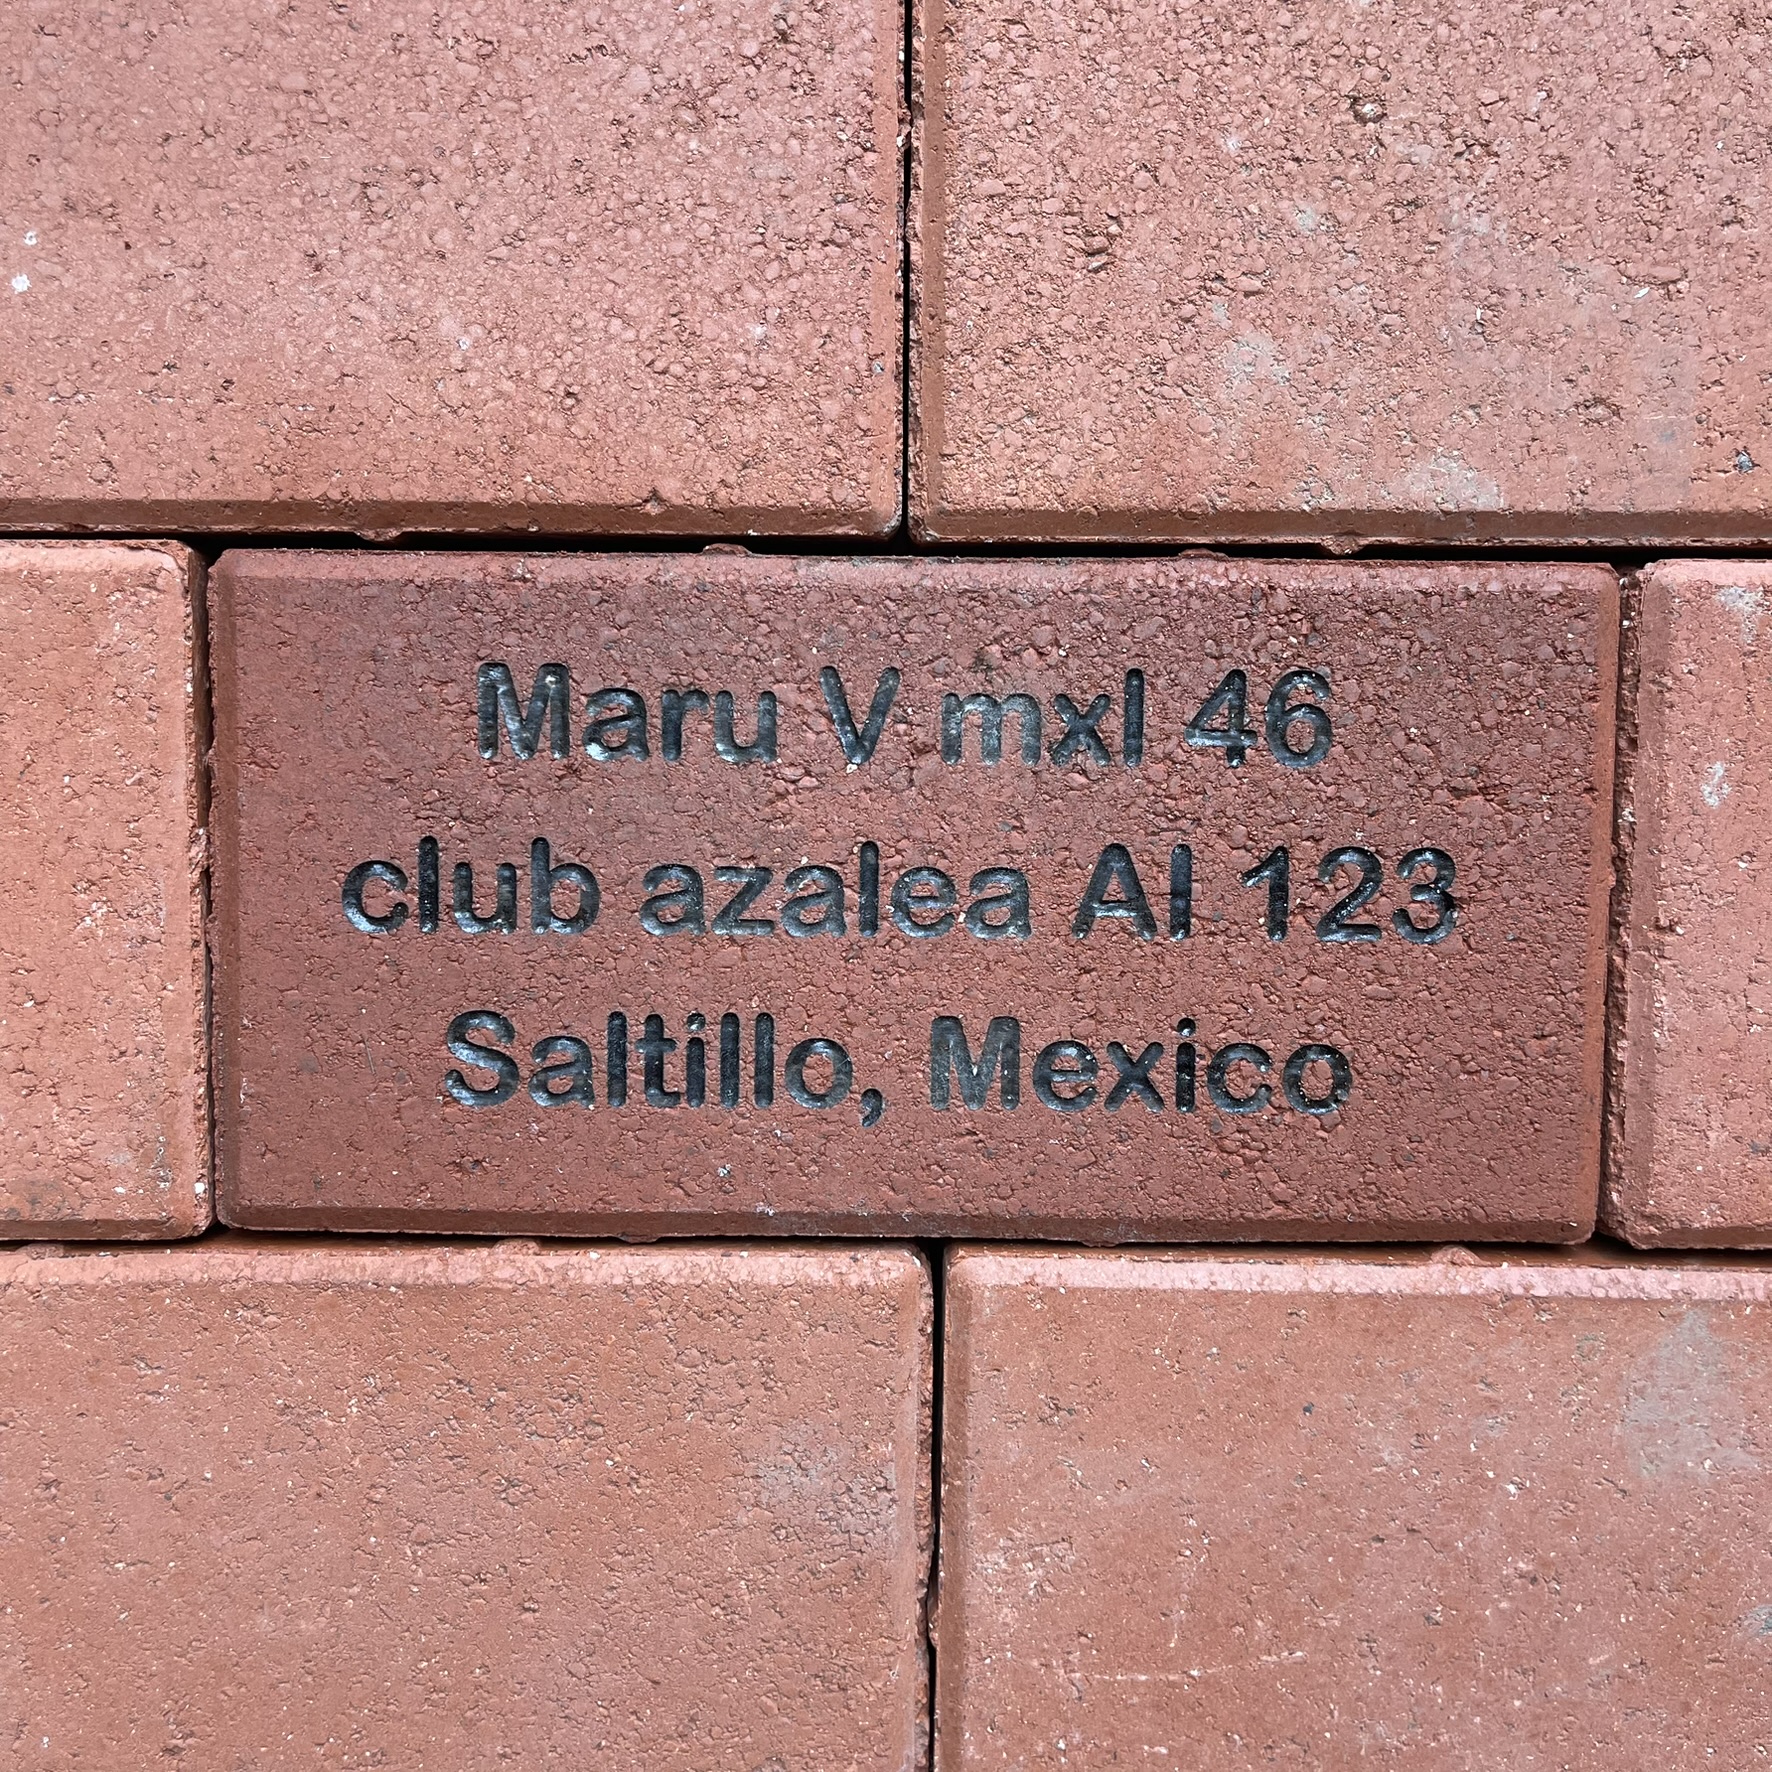 Maru V mxl 46
club azalea Al 123
Saltillo, Mexico